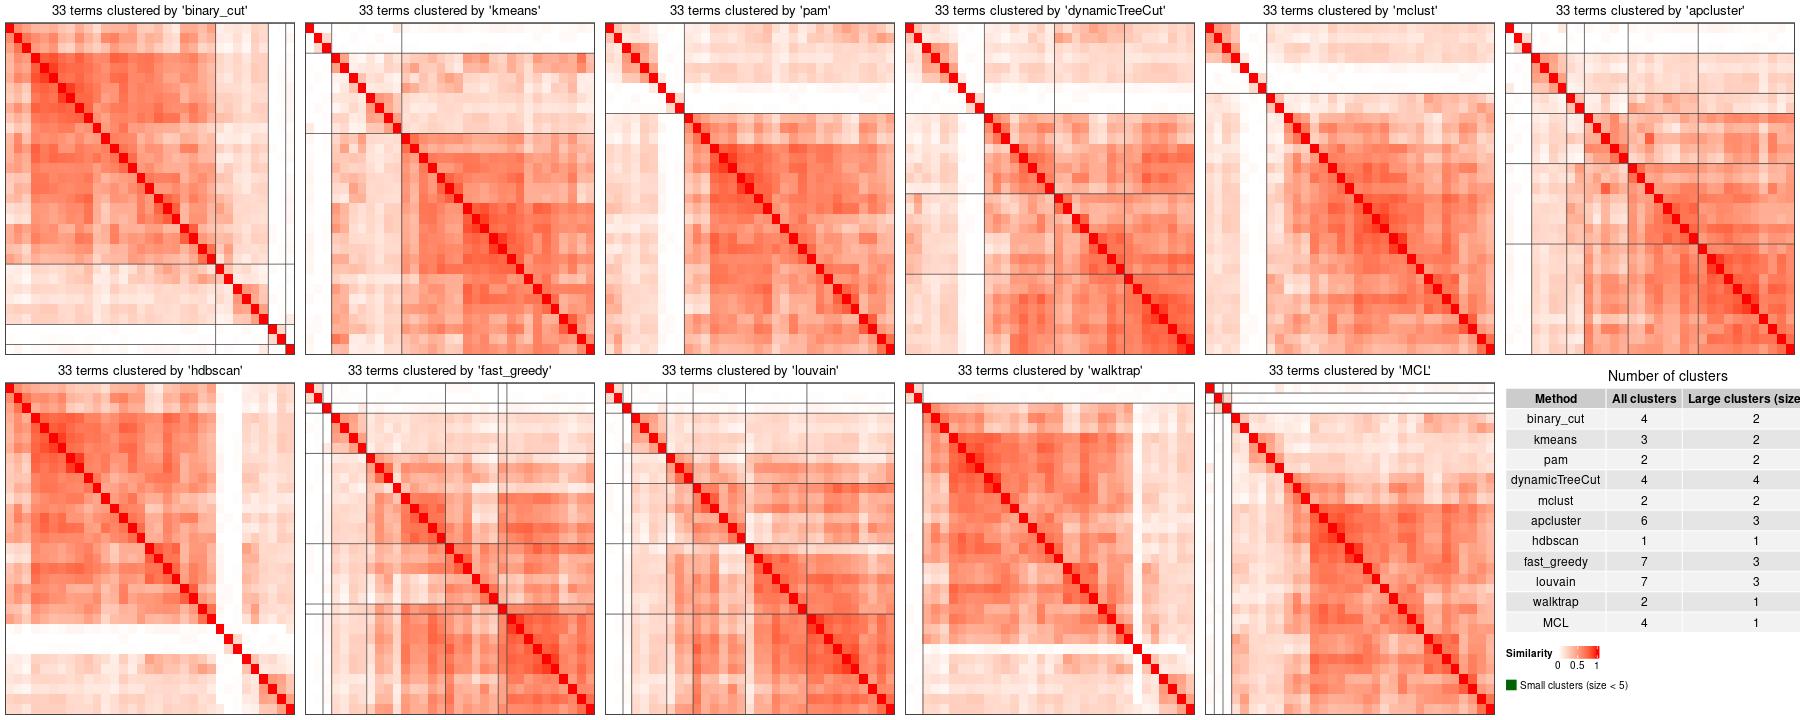 33 terms clustered by 'binary_cut'
33 terms clustered by 'kmeans'
33 terms clustered by 'pam'
33 terms clustered by 'dynamicTreeCut'
33 terms clustered by 'mclust'
33 terms clustered by 'apcluster'
33 terms clustered by 'hdbscan'
33 terms clustered by 'fast_greedy'
33 terms clustered by 'louvain'
33 terms clustered by 'walktrap'
33 terms clustered by 'MCL'
Number of clusters
Method All clusters Large clusters (size
binary_cut 4 2
kmeans 3 2
pam 2 2
dynamicTreeCut 4 4
mclust 2 2
apcluster 6 3
hdbscan 1 1
fast_greedy 7 3
louvain 7 3
walktrap 2 1
MCL 4 1
Similarity
0 0.5 1
Small clusters (size < 5)